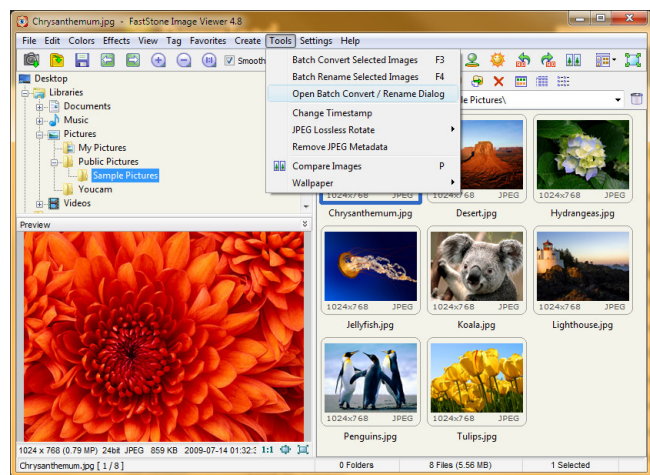 Chrysanthemum.jpg - FastStone Image Viewer 4.8
File Edit Colors Effects View Tag Favorites Create Tools Settings Help
Smooth
Batch Convert Selected Images F3
Batch Rename Selected Images F4
Open Batch Convert / Rename Dialog
Change Timestamp
JPEG Lossless Rotate
Remove JPEG Metadata
Compare Images P
Wallpaper
Desktop
Libraries
Documents
Music
Pictures
My Pictures
Public Pictures
Sample Pictures
Youcam
Videos
Pictures\
1024x768 JPEG
1024x768 JPEG
1024x768 JPEG
Chrysanthemum.jpg
Desert.jpg
Hydrangeas.jpg
1024x768 JPEG
1024x768 JPEG
1024x768 JPEG
Jellyfish.jpg
Koala.jpg
Lighthouse.jpg
1024x768 JPEG
1024x768 JPEG
Penguins.jpg
Tulips.jpg
Preview
1024 x 768 (0.79 MP) 24bit JPEG 859 KB 2009-07-14 01:32: 1:1
Chrysanthemum.jpg [ 1 / 8 ]
0 Folders
8 Files (5.56 MB)
1 Selected